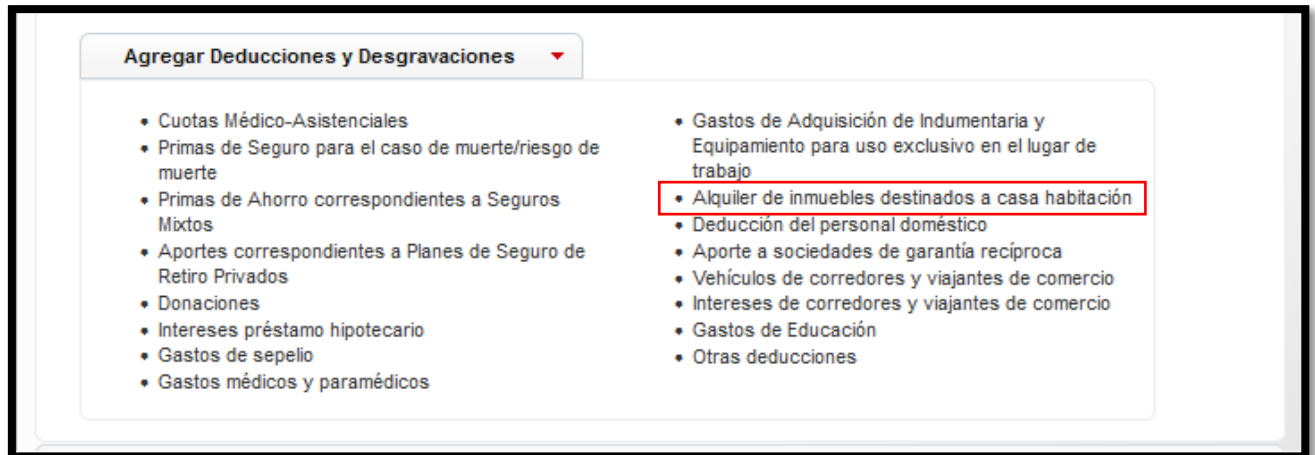 Agregar Deducciones y Desgravaciones
• Cuotas Médico-Asistenciales
• Primas de Seguro para el caso de muerte/riesgo de
muerte
• Primas de Ahorro correspondientes a Seguros
Mixtos
• Aportes correspondientes a Planes de Seguro de
Retiro Privados
• Donaciones
• Intereses préstamo hipotecario
• Gastos de sepelio
• Gastos médicos y paramédicos
• Gastos de Adquisición de Indumentaria y
Equipamiento para uso exclusivo en el lugar de
trabajo
• Alquiler de inmuebles destinados a casa habitación
• Deducción del personal doméstico
• Aporte a sociedades de garantía recíproca
• Vehículos de corredores y viajantes de comercio
• Intereses de corredores y viajantes de comercio
• Gastos de Educación
• Otras deducciones